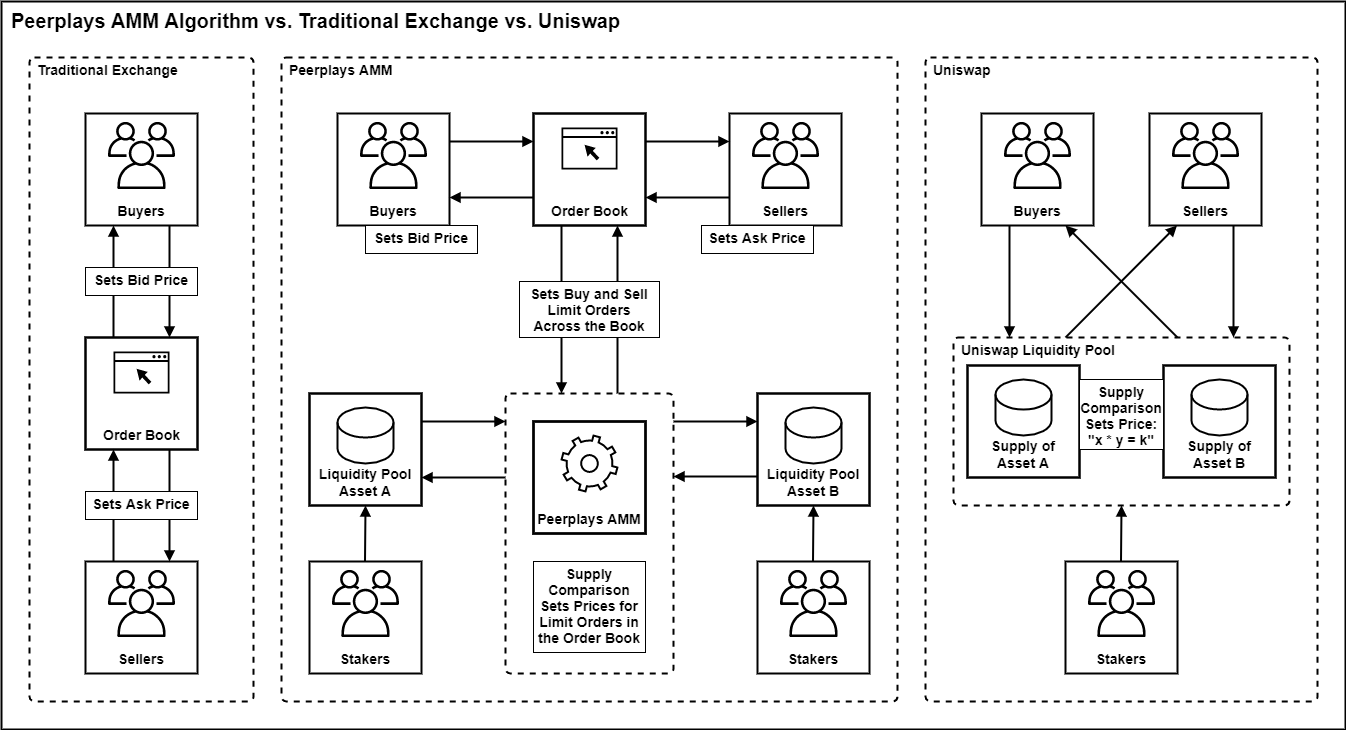 Peerplays AMM Algorithm vs. Traditional Exchange vs. Uniswap
Traditional Exchange
Buyers
Sets Bid Price
Order Book
Sets Ask Price
Sellers
Peerplays AMM
Buyers
Order Book
Sellers
Sets Bid Price
Sets Ask Price
Sets Buy and Sell
Limit Orders
Across the Book
Liquidity Pool
Asset A
Peerplays AMM
Liquidity Pool
Asset B
Supply
Comparison
Sets Prices for
Limit Orders in
the Order Book
Stakers
Stakers
Uniswap
Buyers
Sellers
Uniswap Liquidity Pool
Supply of
Asset A
Supply
Comparison
Sets Price:
"x * y = k"
Supply of
Asset B
Stakers